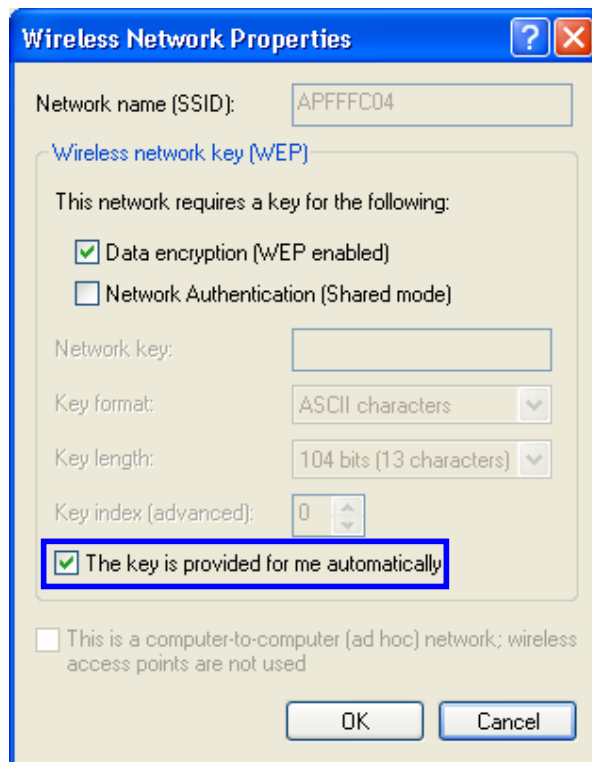 Wireless Network Properties
Network name (SSID): APFFFC04
Wireless network key (WEP)
This network requires a key for the following:
Data encryption (WEP enabled)
Network Authentication (Shared mode)
Network key:
Key format: ASCII characters
Key length: 104 bits (13 characters)
Key index (advanced): 0
The key is provided for me automatically
This is a computer-to-computer (ad hoc) network; wireless
access points are not used
OK Cancel